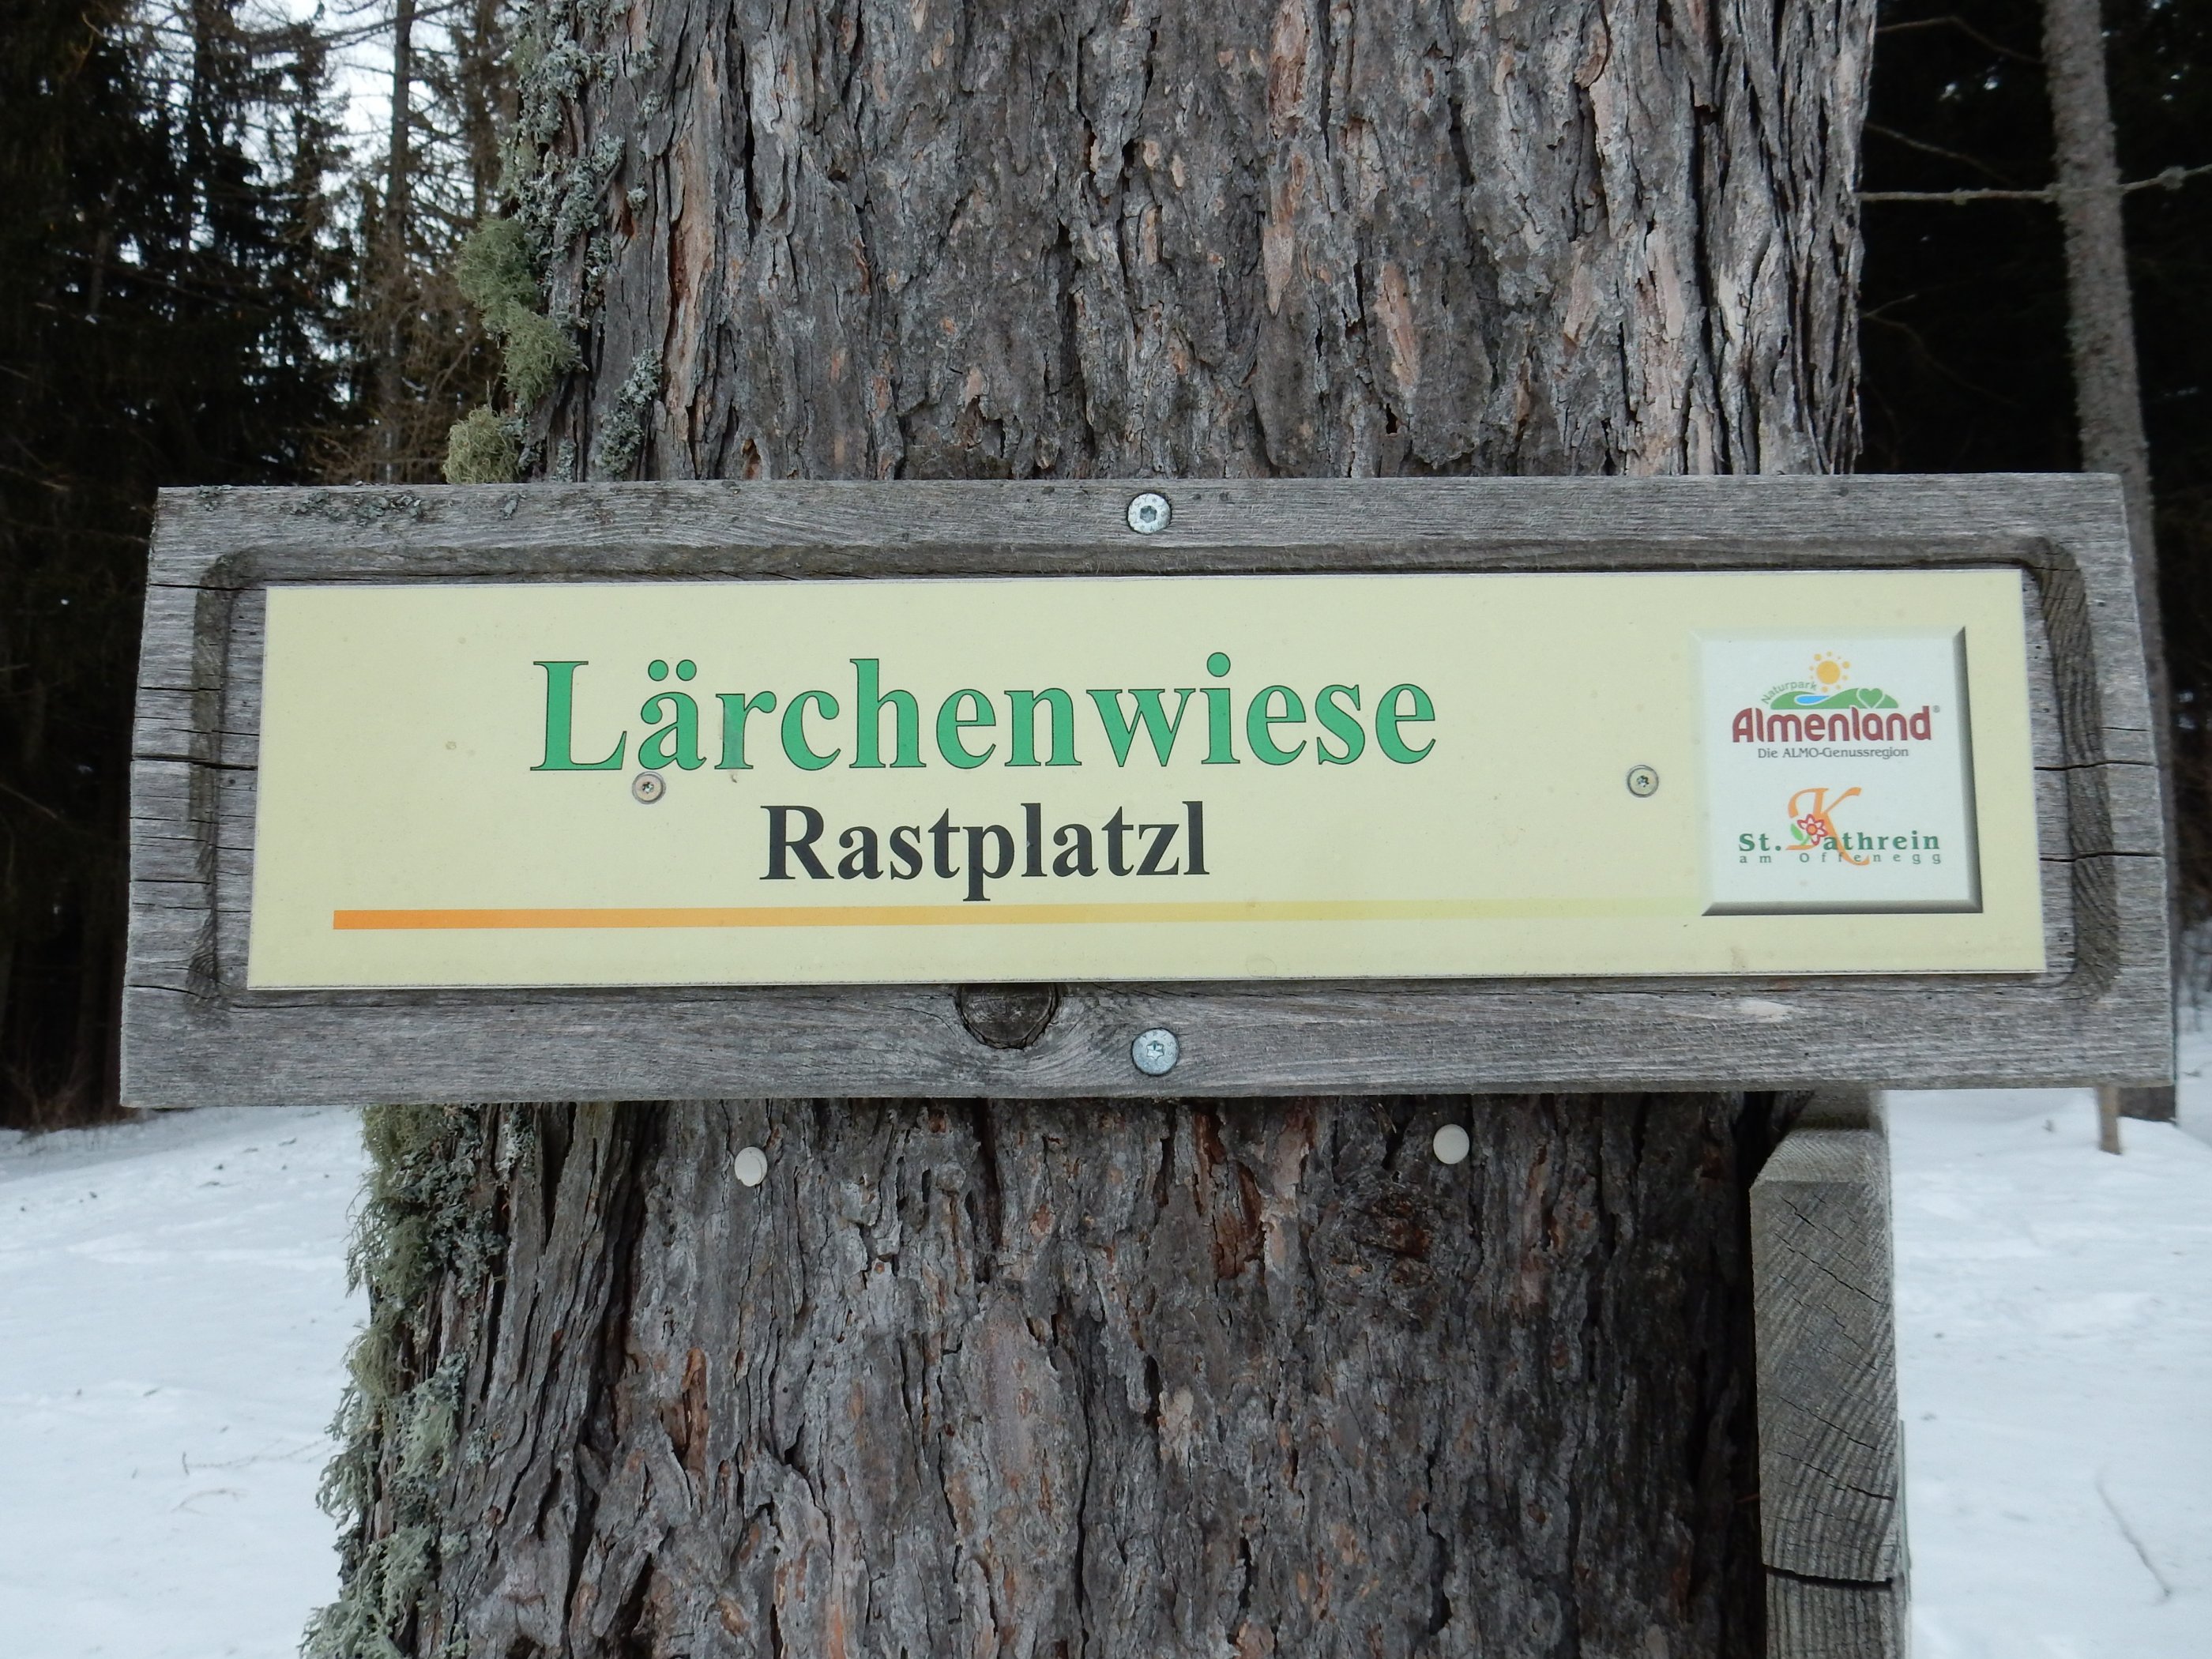 Lärchenwiese
Rastplatzl
Naturpark
Almenland®
Die ALMO-Genussregion
St. Kathrein
am Offenegg